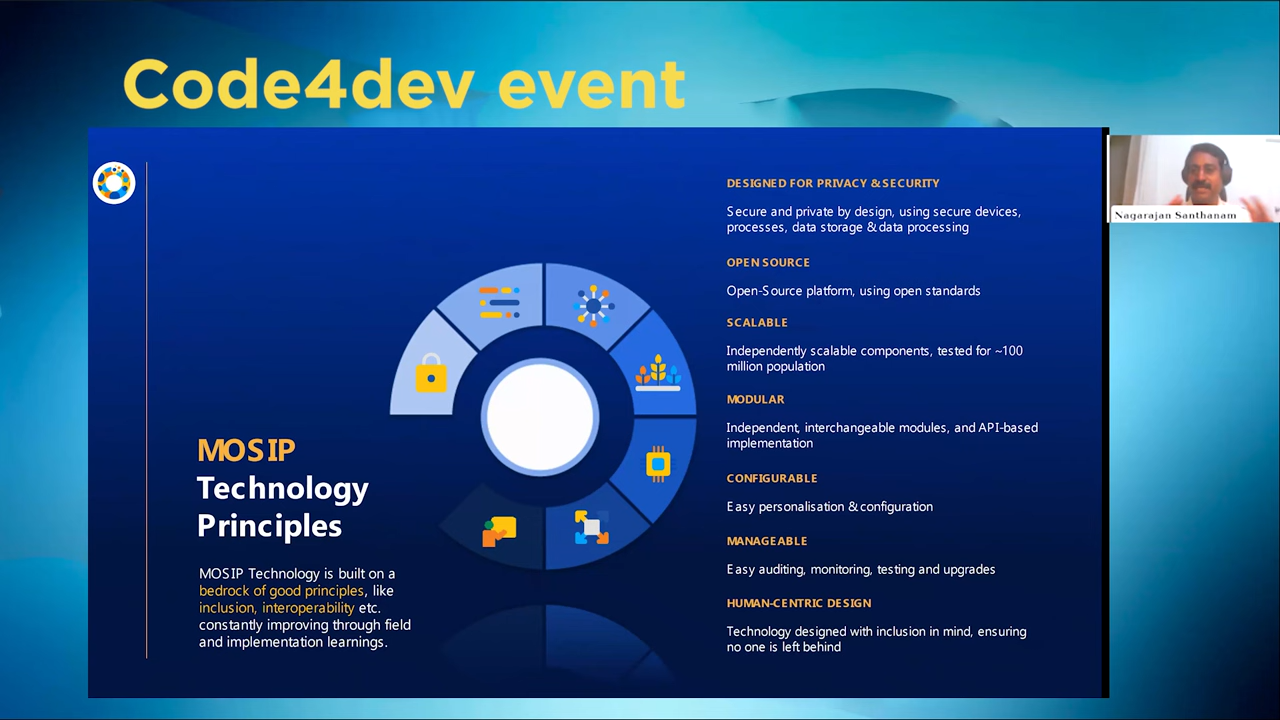 Code4dev event
MOSIP
Technology
Principles
MOSIP Technology is built on a
bedrock of good principles, like
inclusion, interoperability etc.
constantly improving through field
and implementation learnings.
DESIGNED FOR PRIVACY & SECURITY
Secure and private by design, using secure devices,
processes, data storage & data processing
OPEN SOURCE
Open-Source platform, using open standards
SCALABLE
Independently scalable components, tested for ~100
million population
MODULAR
Independent, interchangeable modules, and API-based
implementation
CONFIGURABLE
Easy personalisation & configuration
MANAGEABLE
Easy auditing, monitoring, testing and upgrades
HUMAN-CENTRIC DESIGN
Technology designed with inclusion in mind, ensuring
no one is left behind
Nagarajan Santhanam